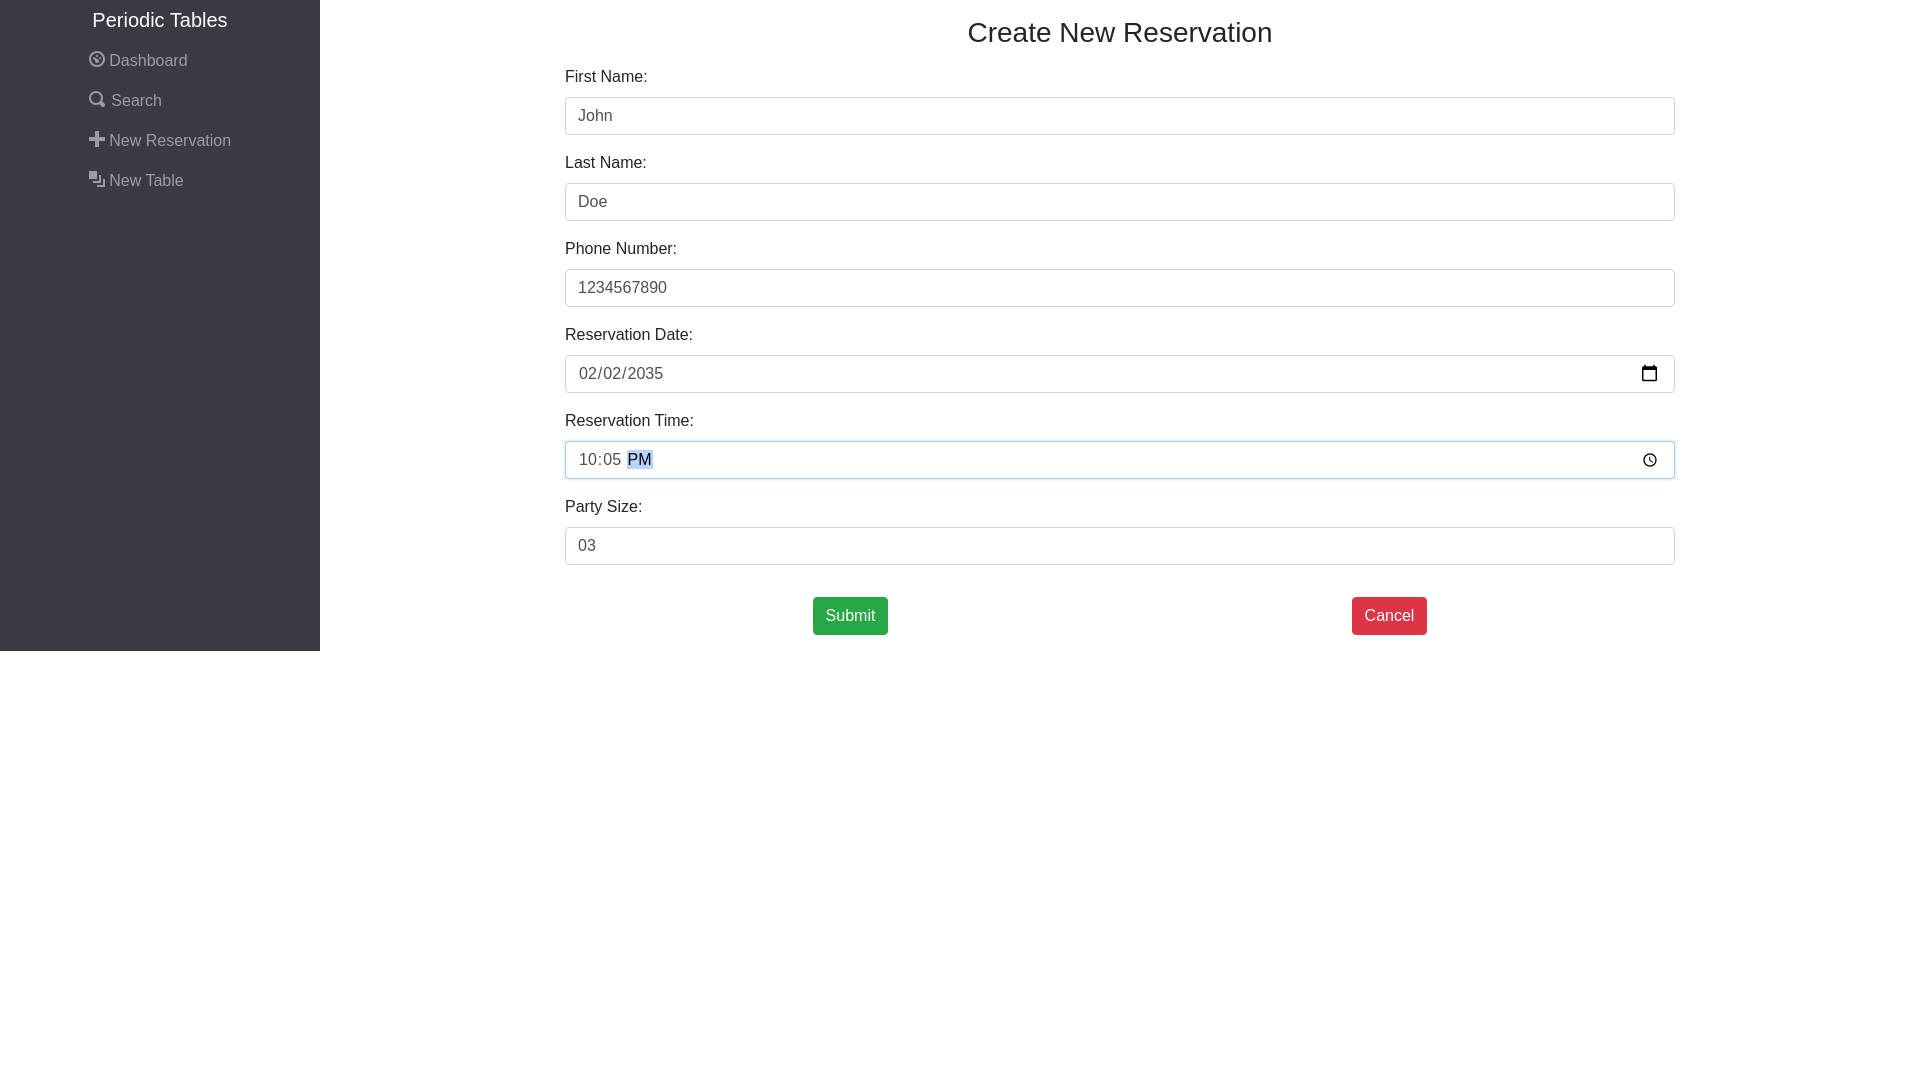 Periodic Tables
Dashboard
Search
New Reservation
New Table
Create New Reservation
First Name:
John
Last Name:
Doe
Phone Number:
1234567890
Reservation Date:
02/02/2035
Reservation Time:
10:05 PM
Party Size:
03
Submit
Cancel